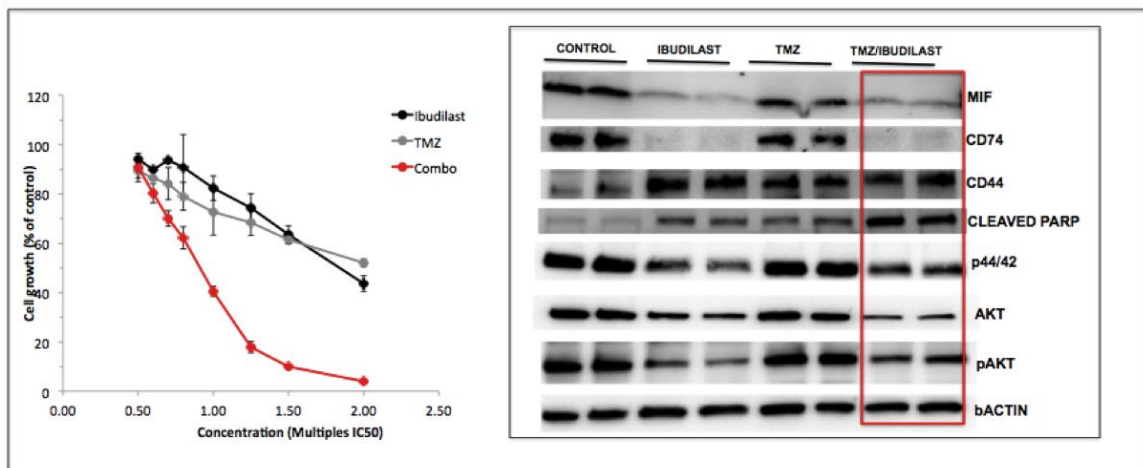 120
100
80
60
40
20
0
Cell growth (% of control)
0.00 0.50 1.00 1.50 2.00 2.50
Concentration (Multiples IC50)
Ibudilast
TMZ
Combo
CONTROL IBUDILAST TMZ TMZ/IBUDILAST
MIF
CD74
CD44
CLEAVED PARP
p44/42
AKT
pAKT
bACTIN